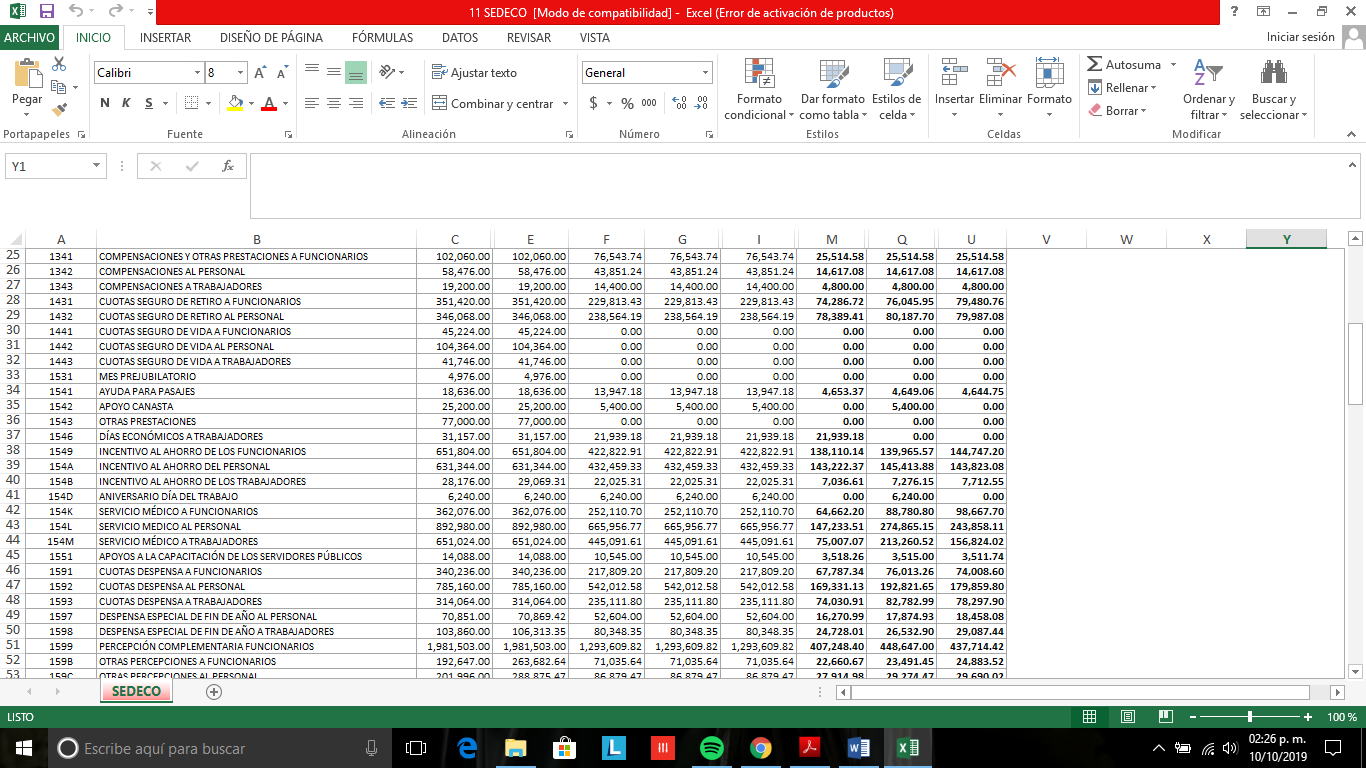 11 SEDECO [Modo de compatibilidad] - Excel (Error de activación de productos)
ARCHIVO INICIO INSERTAR DISEÑO DE PÁGINA FÓRMULAS DATOS REVISAR VISTA Iniciar sesión
Pegar Calibri 8 Ajustar texto General Formato condicional Dar formato como tabla Estilos de celda Insertar Eliminar Formato Autosuma Rellenar Borrar Ordenar y filtrar Buscar y seleccionar
N K S Combinar y centrar $ % 000
Portapapeles Fuente Alineación Número Estilos Celdas Modificar
Y1
A B C E F G I M Q U V W X Y
25 1341 COMPENSACIONES Y OTRAS PRESTACIONES A FUNCIONARIOS 102,060.00 102,060.00 76,543.74 76,543.74 76,543.74 25,514.58 25,514.58 25,514.58
26 1342 COMPENSACIONES AL PERSONAL 58,476.00 58,476.00 43,851.24 43,851.24 43,851.24 14,617.08 14,617.08 14,617.08
27 1343 COMPENSACIONES A TRABAJADORES 19,200.00 19,200.00 14,400.00 14,400.00 14,400.00 4,800.00 4,800.00 4,800.00
28 1431 CUOTAS SEGURO DE RETIRO A FUNCIONARIOS 351,420.00 351,420.00 229,813.43 229,813.43 229,813.43 74,286.72 76,045.95 79,480.76
29 1432 CUOTAS SEGURO DE RETIRO AL PERSONAL 346,068.00 346,068.00 238,564.19 238,564.19 238,564.19 78,389.41 80,187.70 79,987.08
30 1441 CUOTAS SEGURO DE VIDA A FUNCIONARIOS 45,224.00 45,224.00 0.00 0.00 0.00 0.00 0.00 0.00
31 1442 CUOTAS SEGURO DE VIDA AL PERSONAL 104,364.00 104,364.00 0.00 0.00 0.00 0.00 0.00 0.00
32 1443 CUOTAS SEGURO DE VIDA A TRABAJADORES 41,746.00 41,746.00 0.00 0.00 0.00 0.00 0.00 0.00
33 1531 MES PREJUBILATORIO 4,976.00 4,976.00 0.00 0.00 0.00 0.00 0.00 0.00
34 1541 AYUDA PARA PASAJES 18,636.00 18,636.00 13,947.18 13,947.18 13,947.18 4,653.37 4,649.06 4,644.75
35 1542 APOYO CANASTA 25,200.00 25,200.00 5,400.00 5,400.00 5,400.00 0.00 5,400.00 0.00
36 1543 OTRAS PRESTACIONES 77,000.00 77,000.00 0.00 0.00 0.00 0.00 0.00 0.00
37 1546 DÍAS ECONÓMICOS A TRABAJADORES 31,157.00 31,157.00 21,939.18 21,939.18 21,939.18 21,939.18 0.00 0.00
38 1549 INCENTIVO AL AHORRO DE LOS FUNCIONARIOS 651,804.00 651,804.00 422,822.91 422,822.91 422,822.91 138,110.14 139,965.57 144,747.20
39 154A INCENTIVO AL AHORRO DEL PERSONAL 631,344.00 631,344.00 432,459.33 432,459.33 432,459.33 143,222.37 145,413.88 143,823.08
40 154B INCENTIVO AL AHORRO DE LOS TRABAJADORES 28,176.00 29,069.31 22,025.31 22,025.31 22,025.31 7,036.61 7,276.15 7,712.55
41 154D ANIVERSARIO DÍA DEL TRABAJO 6,240.00 6,240.00 6,240.00 6,240.00 6,240.00 0.00 6,240.00 0.00
42 154K SERVICIO MÉDICO A FUNCIONARIOS 362,076.00 362,076.00 252,110.70 252,110.70 252,110.70 64,662.20 88,780.80 98,667.70
43 154L SERVICIO MEDICO AL PERSONAL 892,980.00 892,980.00 665,956.77 665,956.77 665,956.77 147,233.51 274,865.15 243,858.11
44 154M SERVICIO MÉDICO A TRABAJADORES 651,024.00 651,024.00 445,091.61 445,091.61 445,091.61 75,007.07 213,260.52 156,824.02
45 1551 APOYOS A LA CAPACITACIÓN DE LOS SERVIDORES PÚBLICOS 14,088.00 14,088.00 10,545.00 10,545.00 10,545.00 3,518.26 3,515.00 3,511.74
46 1591 CUOTAS DESPENSA A FUNCIONARIOS 340,236.00 340,236.00 217,809.20 217,809.20 217,809.20 67,787.34 76,013.26 74,008.60
47 1592 CUOTAS DESPENSA AL PERSONAL 785,160.00 785,160.00 542,012.58 542,012.58 542,012.58 169,331.13 192,821.65 179,859.80
48 1593 CUOTAS DESPENSA A TRABAJADORES 314,064.00 314,064.00 235,111.80 235,111.80 235,111.80 74,030.91 82,782.99 78,297.90
49 1597 DESPENSA ESPECIAL DE FIN DE AÑO AL PERSONAL 70,851.00 70,869.42 52,604.00 52,604.00 52,604.00 16,270.99 17,874.93 18,458.08
50 1598 DESPENSA ESPECIAL DE FIN DE AÑO A TRABAJADORES 103,860.00 106,313.35 80,348.35 80,348.35 80,348.35 24,728.01 26,532.90 29,087.44
51 1599 PERCEPCIÓN COMPLEMENTARIA FUNCIONARIOS 1,981,503.00 1,981,503.00 1,293,609.82 1,293,609.82 1,293,609.82 407,248.40 448,647.00 437,714.42
52 159B OTRAS PERCEPCIONES A FUNCIONARIOS 192,647.00 263,682.64 71,035.64 71,035.64 71,035.64 22,660.67 23,491.45 24,883.52
53 159C OTRAS PERCEPCIONES AL PERSONAL 201,996.00 288,875.47 86,879.47 86,879.47 86,879.47 27,914.98 29,274.47 29,690.02
SEDECO
LISTO 100 %
Escribe aquí para buscar
02:26 p. m.
10/10/2019